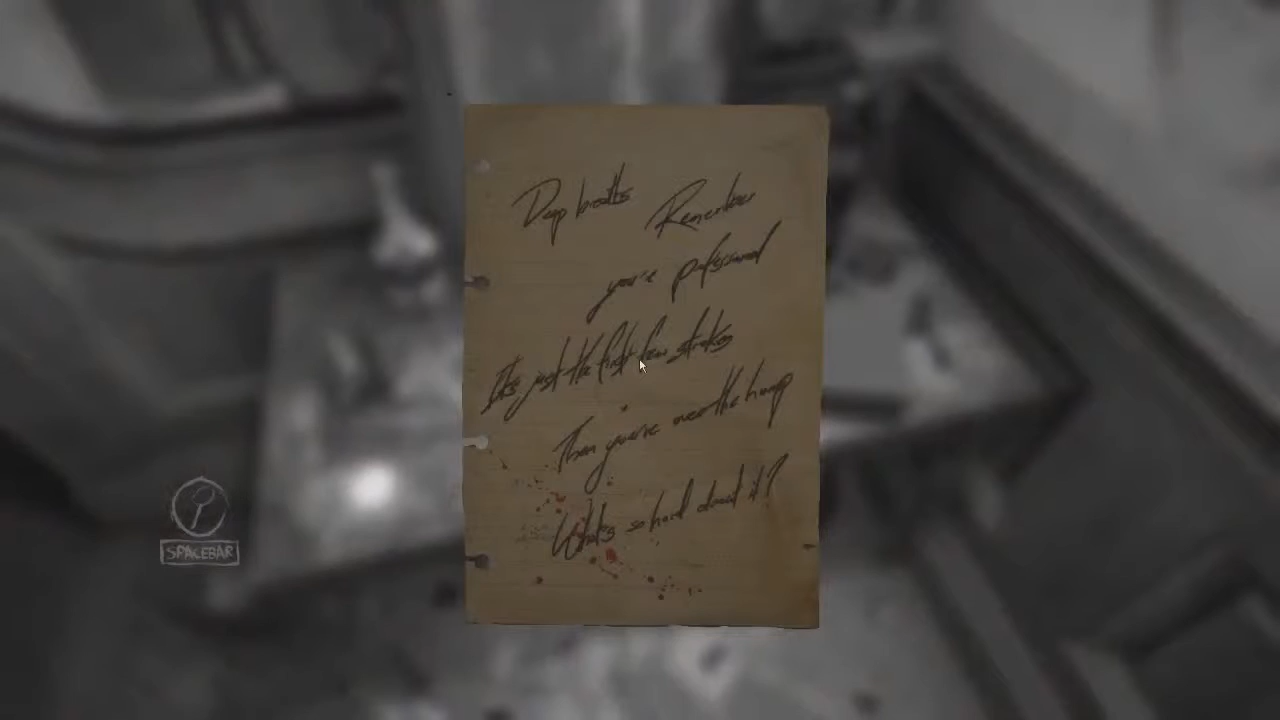 Deep breaths Remember
you're profesional
It's just the first few strokes
Then you're over the hump
What's so hard about it?
SPACEBAR